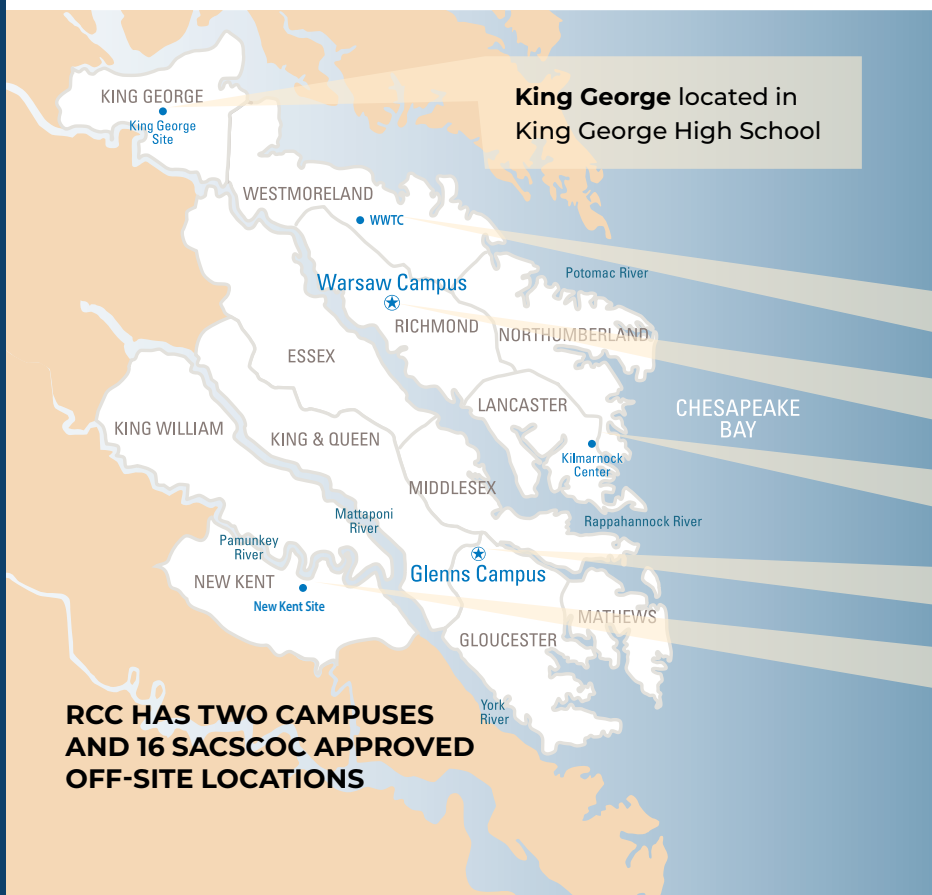 King George located in
King George High School
KING GEORGE
King George
Site
WESTMORELAND
WWTC
Potomac River
Warsaw Campus
RICHMOND
NORTHUMBERLAND
ESSEX
LANCASTER
CHESAPEAKE
BAY
KING WILLIAM
KING & QUEEN
Kilmarnock
Center
MIDDLESEX
Mattaponi
River
Rappahannock River
Pamunkey
River
Glenns Campus
NEW KENT
New Kent Site
MATHEWS
GLOUCESTER
York
River
RCC HAS TWO CAMPUSES
AND 16 SACSCOC APPROVED
OFF-SITE LOCATIONS